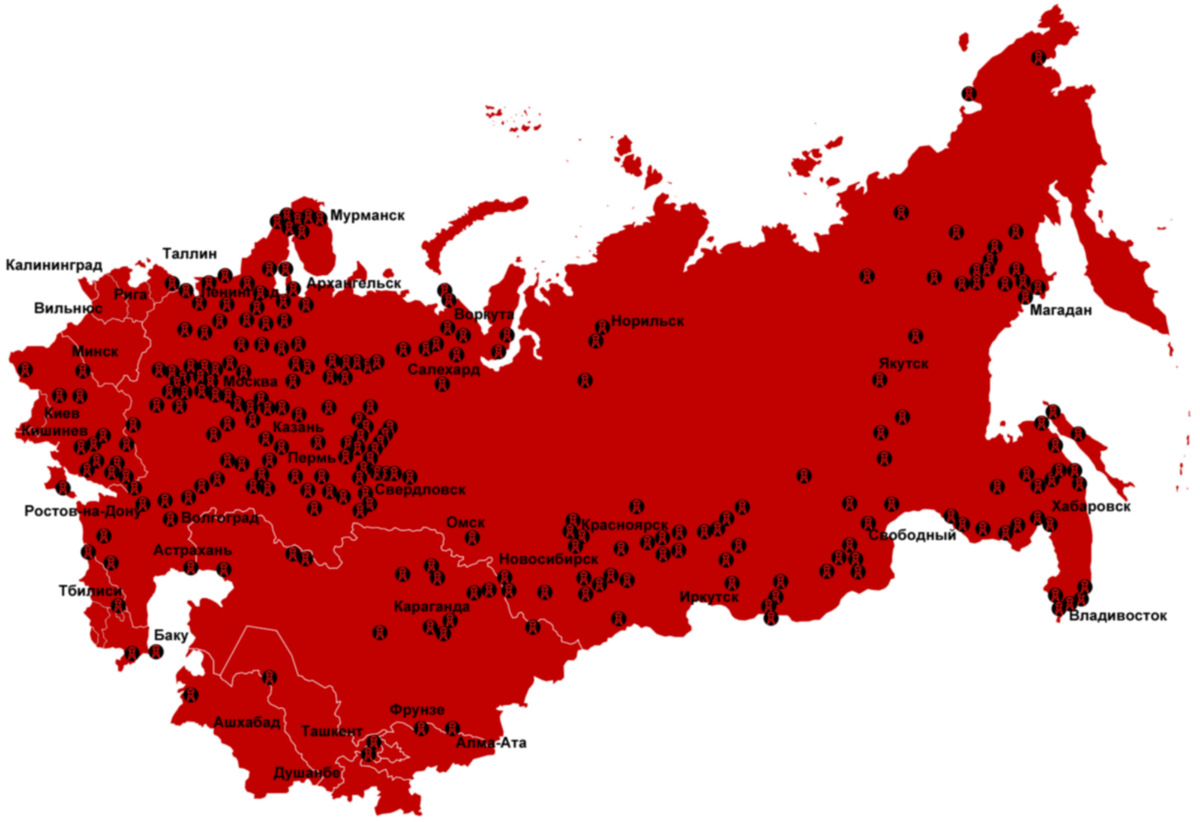 Мурманск
Таллин
Калининград
Архангельск
Рига
Ленинград
Вильнюс
Воркута
Норильск
Магадан
Минск
Якутск
Салехард
Москва
Киев
Казань
Кишинев
Пермь
Свердловск
Хабаровск
Ростов-на-Дону
Волгоград
Омск
Красноярск
Свободный
Астрахань
Новосибирск
Тбилиси
Иркутск
Караганда
Владивосток
Баку
Фрунзе
Ашхабад
Ташкент
Алма-Ата
Душанбе